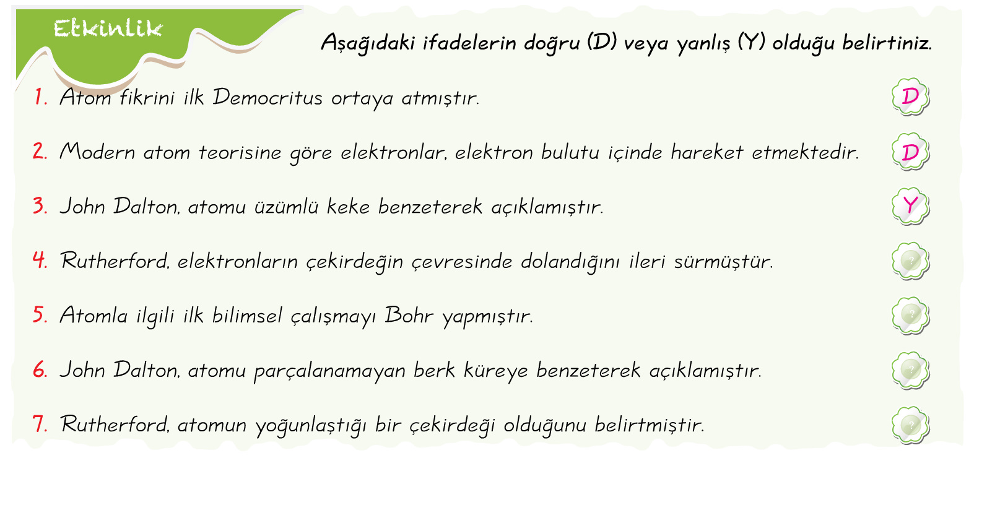 Etkinlik
Aşağıdaki ifadelerin doğru (D) veya yanlış (Y) olduğu belirtiniz.
1. Atom fikrini ilk Democritus ortaya atmıştır. D
2. Modern atom teorisine göre elektronlar, elektron bulutu içinde hareket etmektedir. D
3. John Dalton, atomu üzümlü keke benzeterek açıklamıştır. Y
4. Rutherford, elektronların çekirdeğin çevresinde dolandığını ileri sürmüştür. ?
5. Atomla ilgili ilk bilimsel çalışmayı Bohr yapmıştır. ?
6. John Dalton, atomu parçalanamayan berk küreye benzeterek açıklamıştır. ?
7. Rutherford, atomun yoğunlaştığı bir çekirdeği olduğunu belirtmiştir. ?